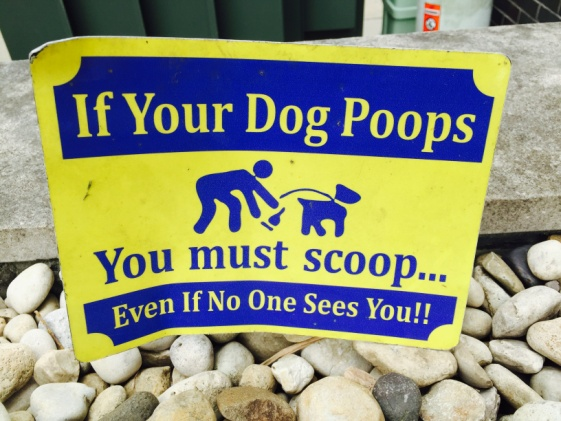 If Your Dog Poops
You must scoop...
Even If No One Sees You!!